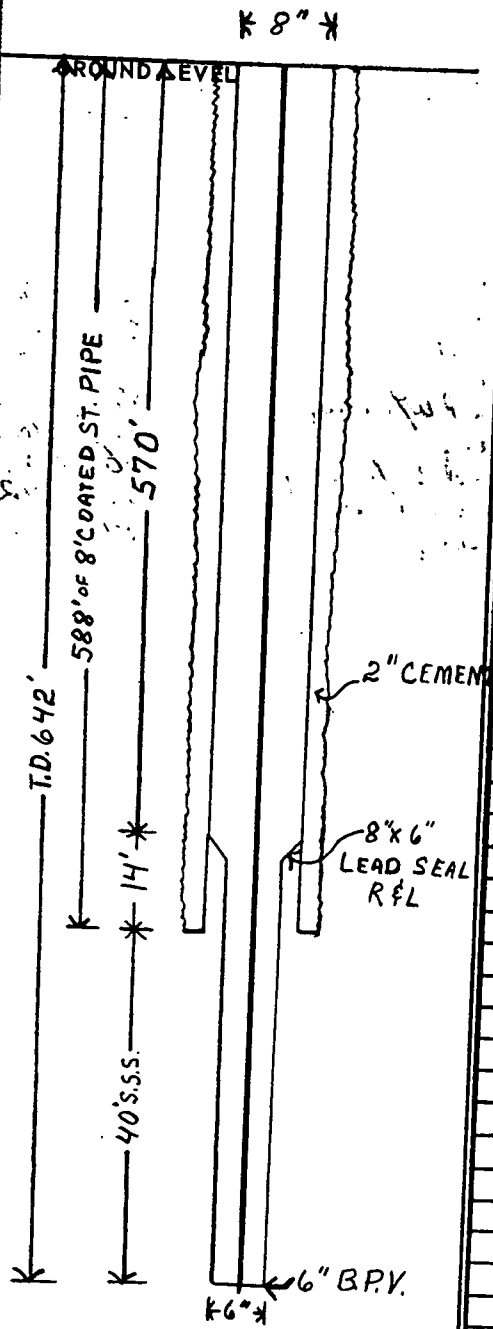 8"
GROUND LEVEL
T.D. 642'
588' OF 8" COATED ST. PIPE
570'
2" CEMEN
14'
8" x 6"
LEAD SEAL
R & L
40' S.S.S.
6" B.P.V.
6"